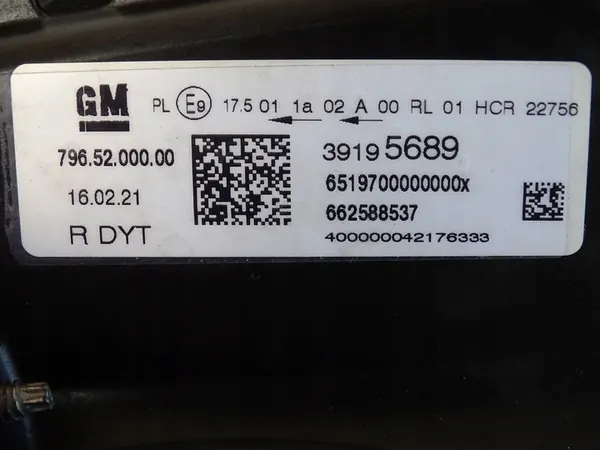 GM PL E9 17.5 01 1a 02 A 00 RL 01 HCR 22756
796.52.000.00
39195689
16.02.21
6519700000000x
662588537
R DYT
400000042176333